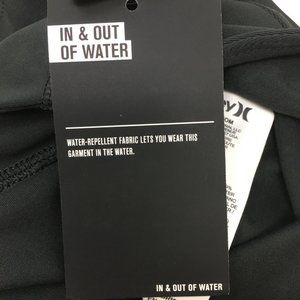 IN & OUT
OF WATER
WATER-REPELLENT FABRIC LETS YOU WEAR THIS
GARMENT IN THE WATER.
IN & OUT OF WATER